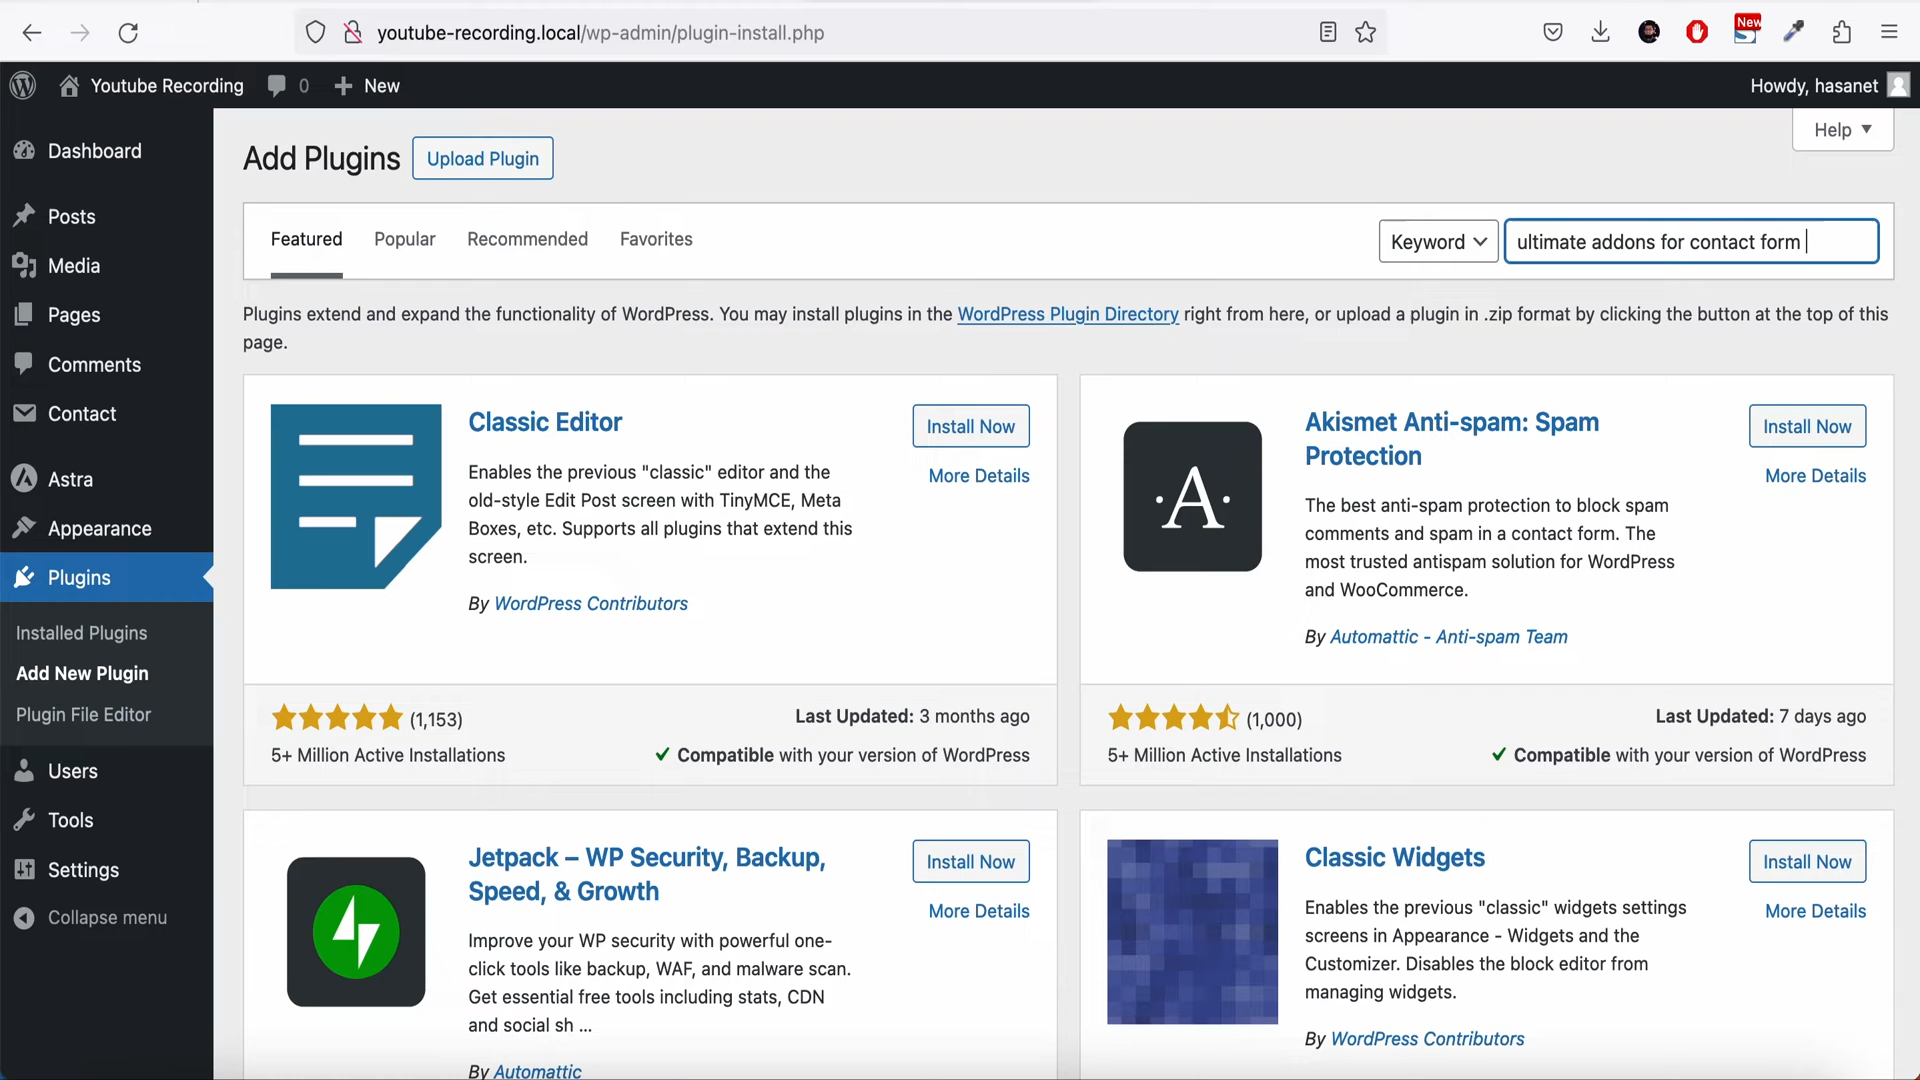 youtube-recording.local/wp-admin/plugin-install.php
New
Youtube Recording
0
New
Howdy, hasanet
Help
Dashboard
Posts
Media
Pages
Comments
Contact
Astra
Appearance
Plugins
Installed Plugins
Add New Plugin
Plugin File Editor
Users
Tools
Settings
Collapse menu
Add Plugins
Upload Plugin
Featured
Popular
Recommended
Favorites
Keyword
ultimate addons for contact form
Plugins extend and expand the functionality of WordPress. You may install plugins in the WordPress Plugin Directory right from here, or upload a plugin in .zip format by clicking the button at the top of this
page.
Classic Editor
Install Now
More Details
Enables the previous "classic" editor and the
old-style Edit Post screen with TinyMCE, Meta
Boxes, etc. Supports all plugins that extend this
screen.
By WordPress Contributors
(1,153)
Last Updated: 3 months ago
5+ Million Active Installations
Compatible with your version of WordPress
·A·
Akismet Anti-spam: Spam
Protection
Install Now
More Details
The best anti-spam protection to block spam
comments and spam in a contact form. The
most trusted antispam solution for WordPress
and WooCommerce.
By Automattic - Anti-spam Team
(1,000)
Last Updated: 7 days ago
5+ Million Active Installations
Compatible with your version of WordPress
Jetpack – WP Security, Backup,
Speed, & Growth
Install Now
More Details
Improve your WP security with powerful one-
click tools like backup, WAF, and malware scan.
Get essential free tools including stats, CDN
and social sh ...
By Automattic
Classic Widgets
Install Now
More Details
Enables the previous "classic" widgets settings
screens in Appearance - Widgets and the
Customizer. Disables the block editor from
managing widgets.
By WordPress Contributors